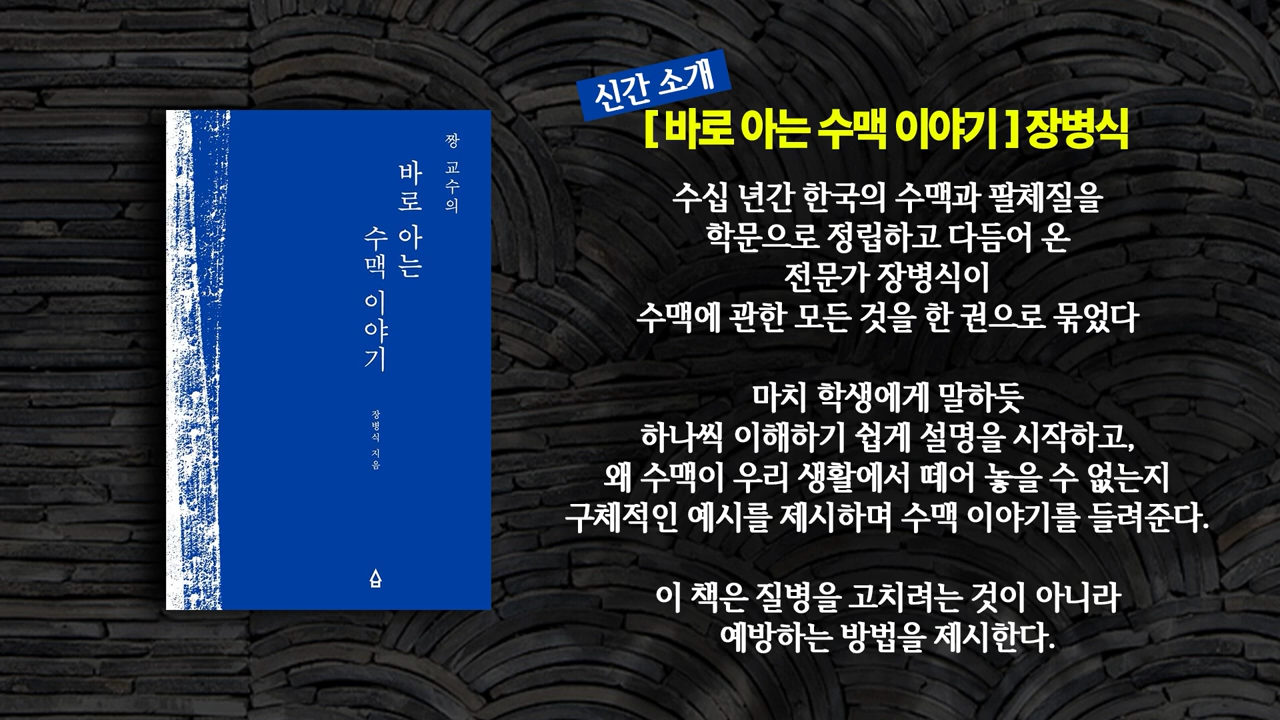 신간 소개
[ 바로 아는 수맥 이야기 ] 장병식
수십 년간 한국의 수맥과 팔체질을
학문으로 정립하고 다듬어 온
전문가 장병식이
수맥에 관한 모든 것을 한 권으로 묶었다
마치 학생에게 말하듯
하나씩 이해하기 쉽게 설명을 시작하고,
왜 수맥이 우리 생활에서 떼어 놓을 수 없는지
구체적인 예시를 제시하며 수맥 이야기를 들려준다.
이 책은 질병을 고치려는 것이 아니라
예방하는 방법을 제시한다.
짱 교수의
바로 아는
수맥 이야기
장병식 지음